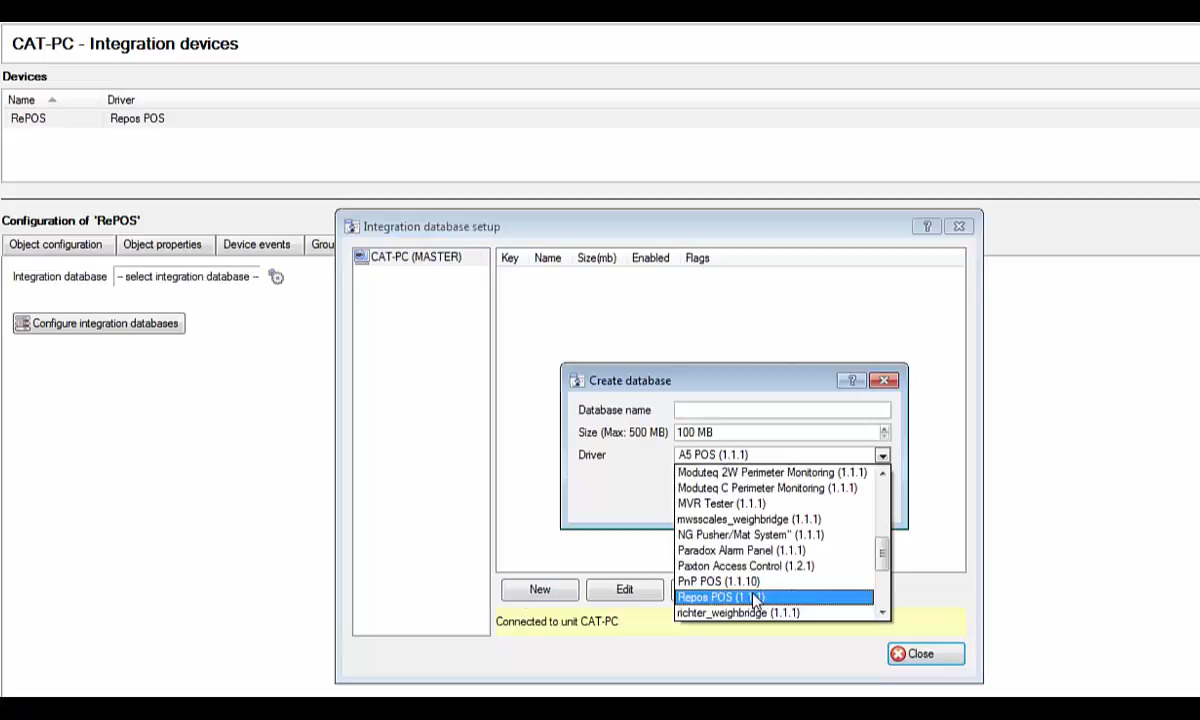 CAT-PC - Integration devices
Devices
Name Driver
RePOS Repos POS
Configuration of 'RePOS'
Object configuration Object properties Device events Grou
Integration database -- select integration database --
Configure integration databases
Integration database setup
CAT-PC (MASTER)
Key Name Size(mb) Enabled Flags
Create database
Database name
Size (Max: 500 MB) 100 MB
Driver A5 POS (1.1.1)
Moduteq 2W Perimeter Monitoring (1.1.1)
Moduteq C Perimeter Monitoring (1.1.1)
MVR Tester (1.1.1)
mwsscales_weighbridge (1.1.1)
NG Pusher/Mat System" (1.1.1)
Paradox Alarm Panel (1.1.1)
Paxton Access Control (1.2.1)
PnP POS (1.1.10)
Repos POS
richter_weighbridge (1.1.1)
New Edit
Connected to unit CAT-PC
Close